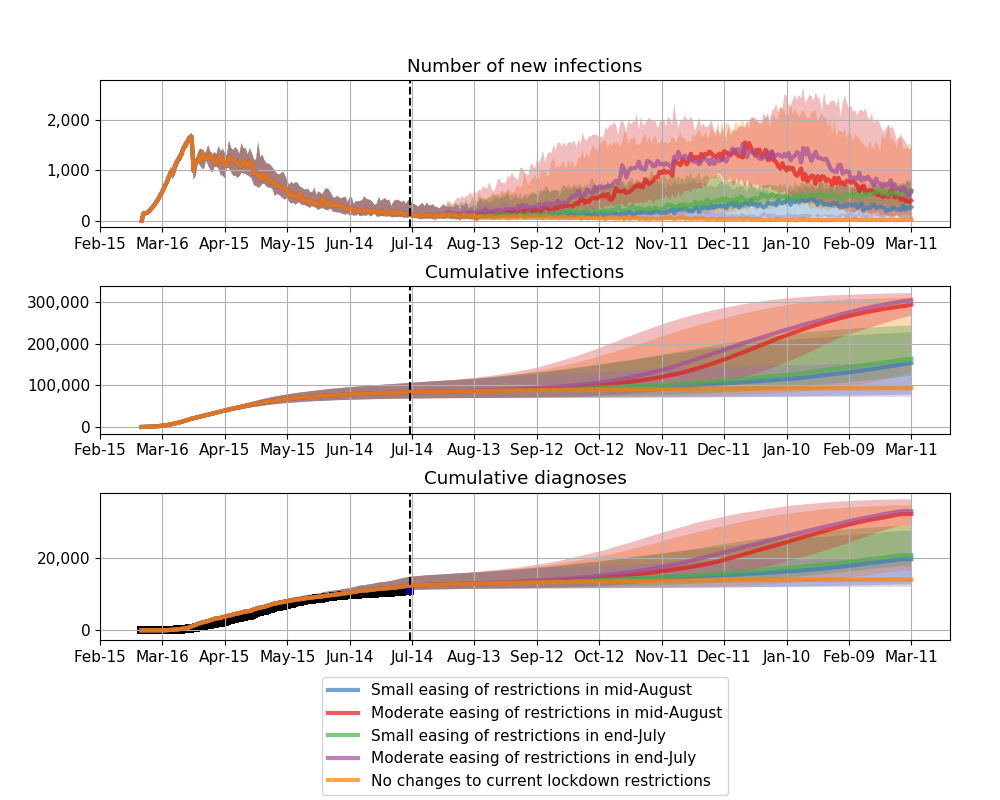 Number of new infections
2,000
1,000
0
Feb-15 Mar-16 Apr-15 May-15 Jun-14 Jul-14 Aug-13 Sep-12 Oct-12 Nov-11 Dec-11 Jan-10 Feb-09 Mar-11
Cumulative infections
300,000
200,000
100,000
0
Feb-15 Mar-16 Apr-15 May-15 Jun-14 Jul-14 Aug-13 Sep-12 Oct-12 Nov-11 Dec-11 Jan-10 Feb-09 Mar-11
Cumulative diagnoses
20,000
0
Feb-15 Mar-16 Apr-15 May-15 Jun-14 Jul-14 Aug-13 Sep-12 Oct-12 Nov-11 Dec-11 Jan-10 Feb-09 Mar-11
Small easing of restrictions in mid-August
Moderate easing of restrictions in mid-August
Small easing of restrictions in end-July
Moderate easing of restrictions in end-July
No changes to current lockdown restrictions